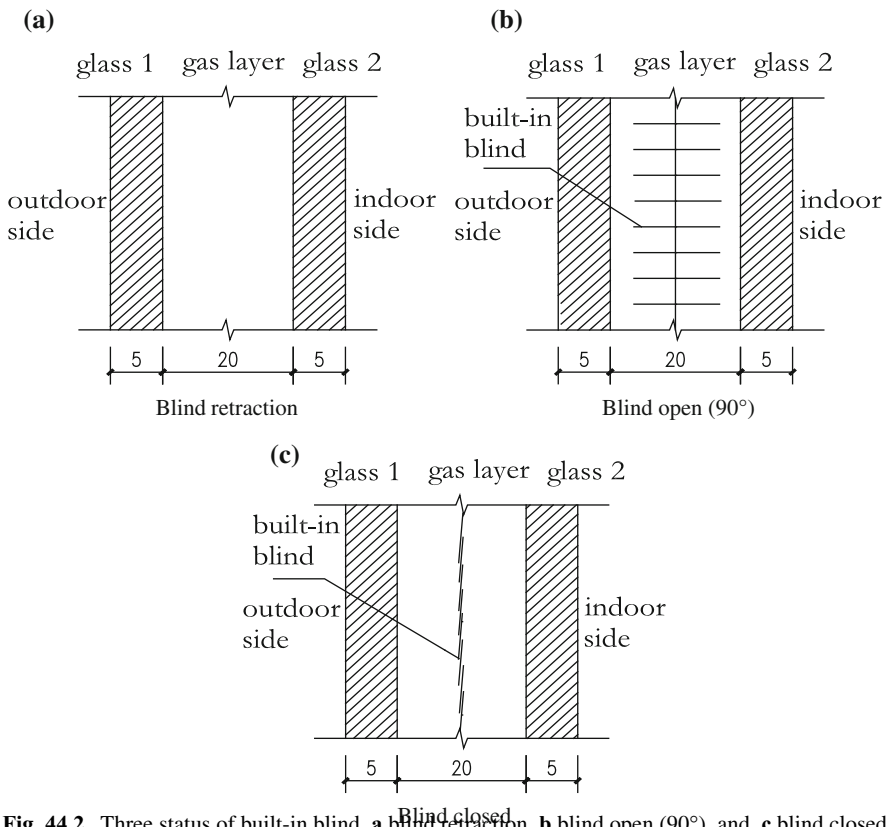 (a)
glass 1 gas layer glass 2
outdoor side
indoor side
5 20 5
Blind retraction
(b)
glass 1 gas layer glass 2
built-in blind
outdoor side
indoor side
5 20 5
Blind open (90°)
(c)
glass 1 gas layer glass 2
built-in blind
outdoor side
indoor side
5 20 5
Blind closed
Fig. 44.2 Three status of built-in blind. a blind retraction, b blind open (90°), and c blind closed